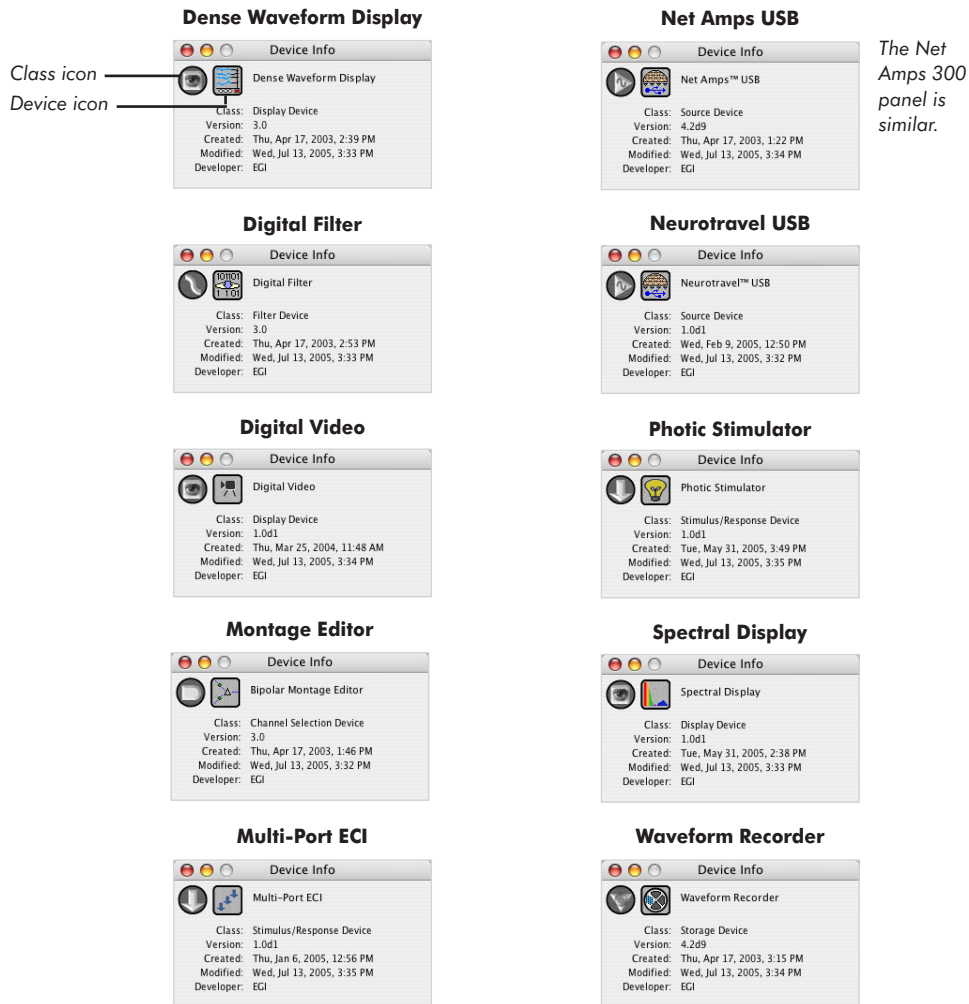 Dense Waveform Display
Class icon
Device icon
Device Info
Dense Waveform Display
Class: Display Device
Version: 3.0
Created: Thu, Apr 17, 2003, 2:39 PM
Modified: Wed, Jul 13, 2005, 3:33 PM
Developer: EGI
Net Amps USB
Device Info
Net Amps™ USB
Class: Source Device
Version: 4.2d9
Created: Thu, Apr 17, 2003, 1:22 PM
Modified: Wed, Jul 13, 2005, 3:34 PM
Developer: EGI
The Net
Amps 300
panel is
similar.
Digital Filter
Device Info
101101
1 1 01
Digital Filter
Class: Filter Device
Version: 3.0
Created: Thu, Apr 17, 2003, 2:53 PM
Modified: Wed, Jul 13, 2005, 3:33 PM
Developer: EGI
Neurotravel USB
Device Info
Neurotravel™ USB
Class: Source Device
Version: 1.0d1
Created: Wed, Feb 9, 2005, 12:50 PM
Modified: Wed, Jul 13, 2005, 3:32 PM
Developer: EGI
Digital Video
Device Info
Digital Video
Class: Display Device
Version: 1.0d1
Created: Thu, Mar 25, 2004, 11:48 AM
Modified: Wed, Jul 13, 2005, 3:34 PM
Developer: EGI
Photic Stimulator
Device Info
Photic Stimulator
Class: Stimulus/Response Device
Version: 1.0d1
Created: Tue, May 31, 2005, 3:49 PM
Modified: Wed, Jul 13, 2005, 3:35 PM
Developer: EGI
Montage Editor
Device Info
Bipolar Montage Editor
Class: Channel Selection Device
Version: 3.0
Created: Thu, Apr 17, 2003, 1:46 PM
Modified: Wed, Jul 13, 2005, 3:32 PM
Developer: EGI
Spectral Display
Device Info
Spectral Display
Class: Display Device
Version: 1.0d1
Created: Tue, May 31, 2005, 2:38 PM
Modified: Wed, Jul 13, 2005, 3:33 PM
Developer: EGI
Multi-Port ECI
Device Info
Multi-Port ECI
Class: Stimulus/Response Device
Version: 1.0d1
Created: Thu, Jan 6, 2005, 12:56 PM
Modified: Wed, Jul 13, 2005, 3:35 PM
Developer: EGI
Waveform Recorder
Device Info
Waveform Recorder
Class: Storage Device
Version: 4.2d9
Created: Thu, Apr 17, 2003, 3:15 PM
Modified: Wed, Jul 13, 2005, 3:34 PM
Developer: EGI